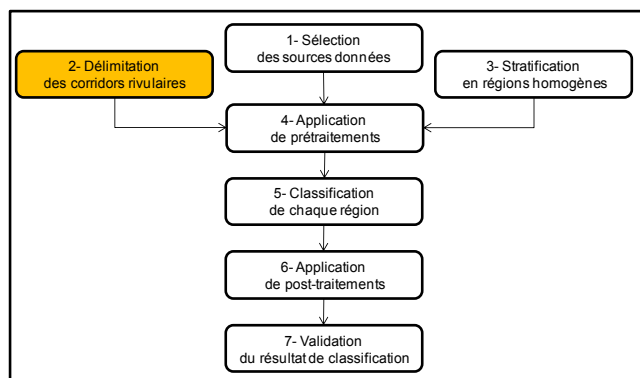 1- Sélection
des sources données
2- Délimitation
des corridors rivulaires
3- Stratification
en régions homogènes
4- Application
de prétraitements
5- Classification
de chaque région
6- Application
de post-traitements
7- Validation
du résultat de classification